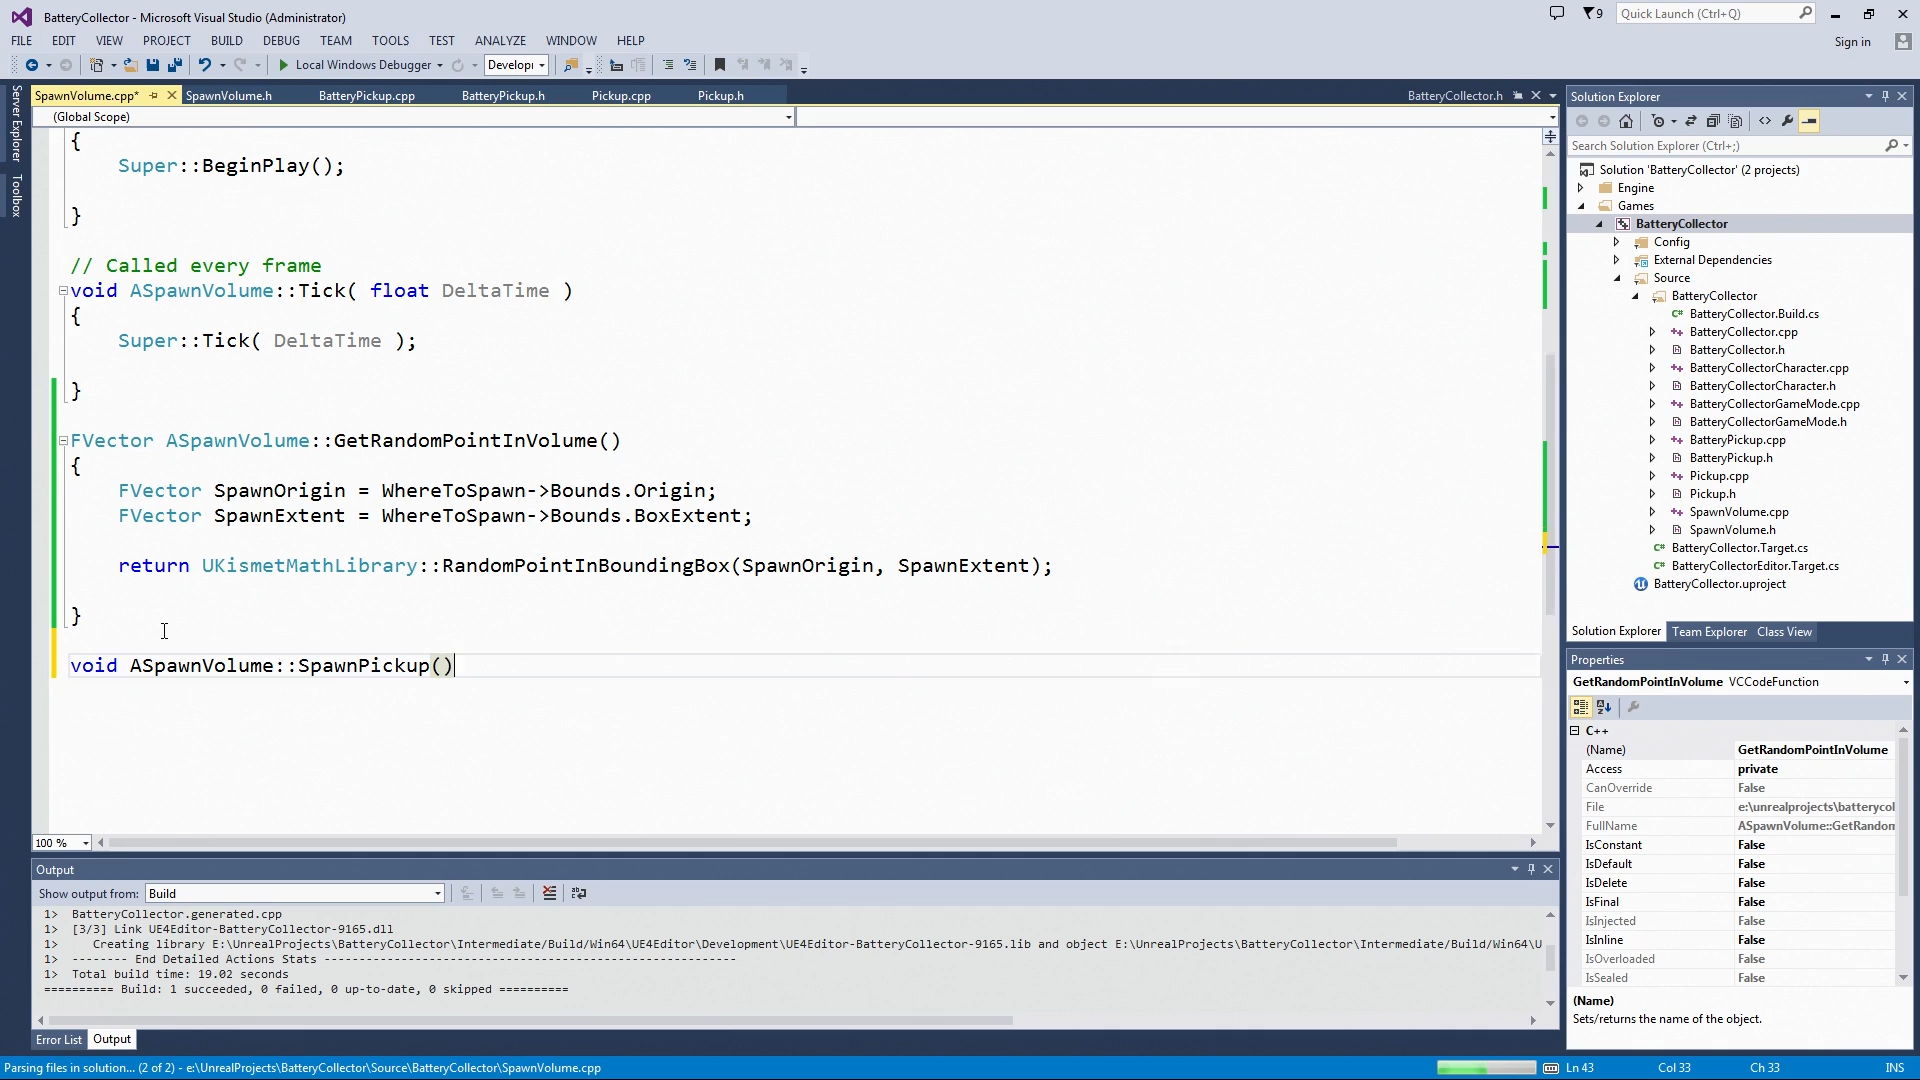 BatteryCollector - Microsoft Visual Studio (Administrator)
9
Quick Launch (Ctrl+Q)
FILE EDIT VIEW PROJECT BUILD DEBUG TEAM TOOLS TEST ANALYZE WINDOW HELP
Sign in
Local Windows Debugger
Developı
Server Explorer
Toolbox
SpawnVolume.cpp* SpawnVolume.h BatteryPickup.cpp BatteryPickup.h Pickup.cpp Pickup.h BatteryCollector.h
(Global Scope)
{
Super::BeginPlay();
}
// Called every frame
void ASpawnVolume::Tick( float DeltaTime )
{
Super::Tick( DeltaTime );
}
FVector ASpawnVolume::GetRandomPointInVolume()
{
FVector SpawnOrigin = WhereToSpawn->Bounds.Origin;
FVector SpawnExtent = WhereToSpawn->Bounds.BoxExtent;
return UKismetMathLibrary::RandomPointInBoundingBox(SpawnOrigin, SpawnExtent);
}
void ASpawnVolume::SpawnPickup()
100 %
Output
Show output from: Build
1> BatteryCollector.generated.cpp
1> [3/3] Link UE4Editor-BatteryCollector-9165.dll
1> Creating library E:\UnrealProjects\BatteryCollector\Intermediate/Build/Win64\UE4Editor\Development\UE4Editor-BatteryCollector-9165.lib and object E:\UnrealProjects\BatteryCollector\Intermediate/Build/Win64\U
1> -------- End Detailed Actions Stats -----------------------------------------------------------
1> Total build time: 19.02 seconds
========== Build: 1 succeeded, 0 failed, 0 up-to-date, 0 skipped ==========
Error List Output
Parsing files in solution... (2 of 2) - e:\UnrealProjects\BatteryCollector\Source\BatteryCollector\SpawnVolume.cpp
Ln 43 Col 33 Ch 33 INS
Solution Explorer
Search Solution Explorer (Ctrl+;)
Solution 'BatteryCollector' (2 projects)
Engine
Games
BatteryCollector
Config
External Dependencies
Source
BatteryCollector
BatteryCollector.Build.cs
BatteryCollector.cpp
BatteryCollector.h
BatteryCollectorCharacter.cpp
BatteryCollectorCharacter.h
BatteryCollectorGameMode.cpp
BatteryCollectorGameMode.h
BatteryPickup.cpp
BatteryPickup.h
Pickup.cpp
Pickup.h
SpawnVolume.cpp
SpawnVolume.h
BatteryCollector.Target.cs
BatteryCollectorEditor.Target.cs
BatteryCollector.uproject
Solution Explorer Team Explorer Class View
Properties
GetRandomPointInVolume VCCodeFunction
C++
(Name) GetRandomPointInVolume
Access private
CanOverride False
File e:\unrealprojects\batterycol
FullName ASpawnVolume::GetRandon
IsConstant False
IsDefault False
IsDelete False
IsFinal False
IsInjected False
IsInline False
IsOverloaded False
IsSealed False
(Name)
Sets/returns the name of the object.